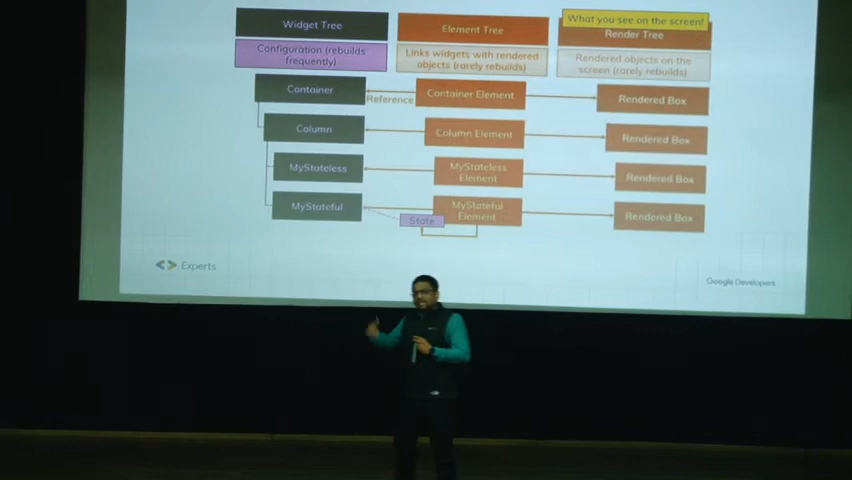 What you see on the screen!
Widget Tree
Element Tree
Render Tree
Configuration (rebuilds
frequently)
Links widgets with rendered
objects (rarely rebuilds)
Rendered objects on the
screen (rarely rebuilds)
Container
Reference
Container Element
Rendered Box
Column
Column Element
Rendered Box
MyStateless
MyStateless
Element
Rendered Box
MyStateful
State
MyStateful
Element
Rendered Box
<> Experts
Google Developers